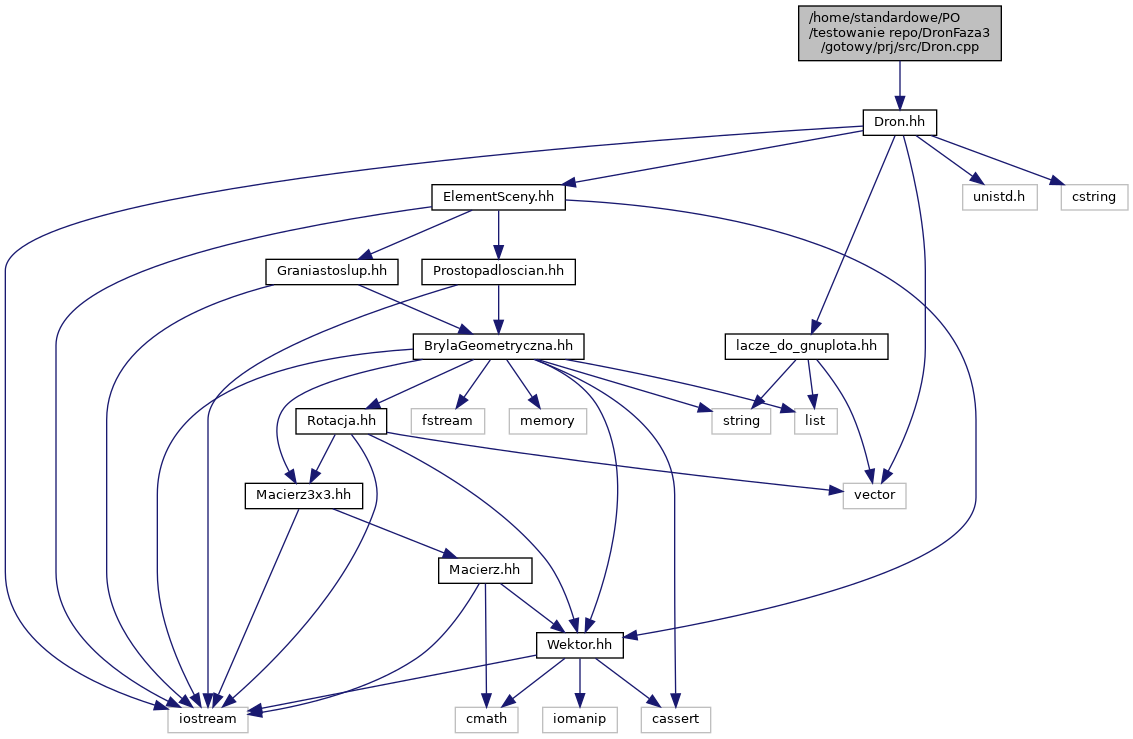 /home/standardowe/PO
/testowanie repo/DronFaza3
/gotowy/prj/src/Dron.cpp
Dron.hh
ElementSceny.hh
unistd.h
cstring
Graniastoslup.hh
Prostopadloscian.hh
BrylaGeometryczna.hh
lacze_do_gnuplota.hh
Rotacja.hh
fstream
memory
string
list
Macierz3x3.hh
vector
Macierz.hh
Wektor.hh
iostream
cmath
iomanip
cassert